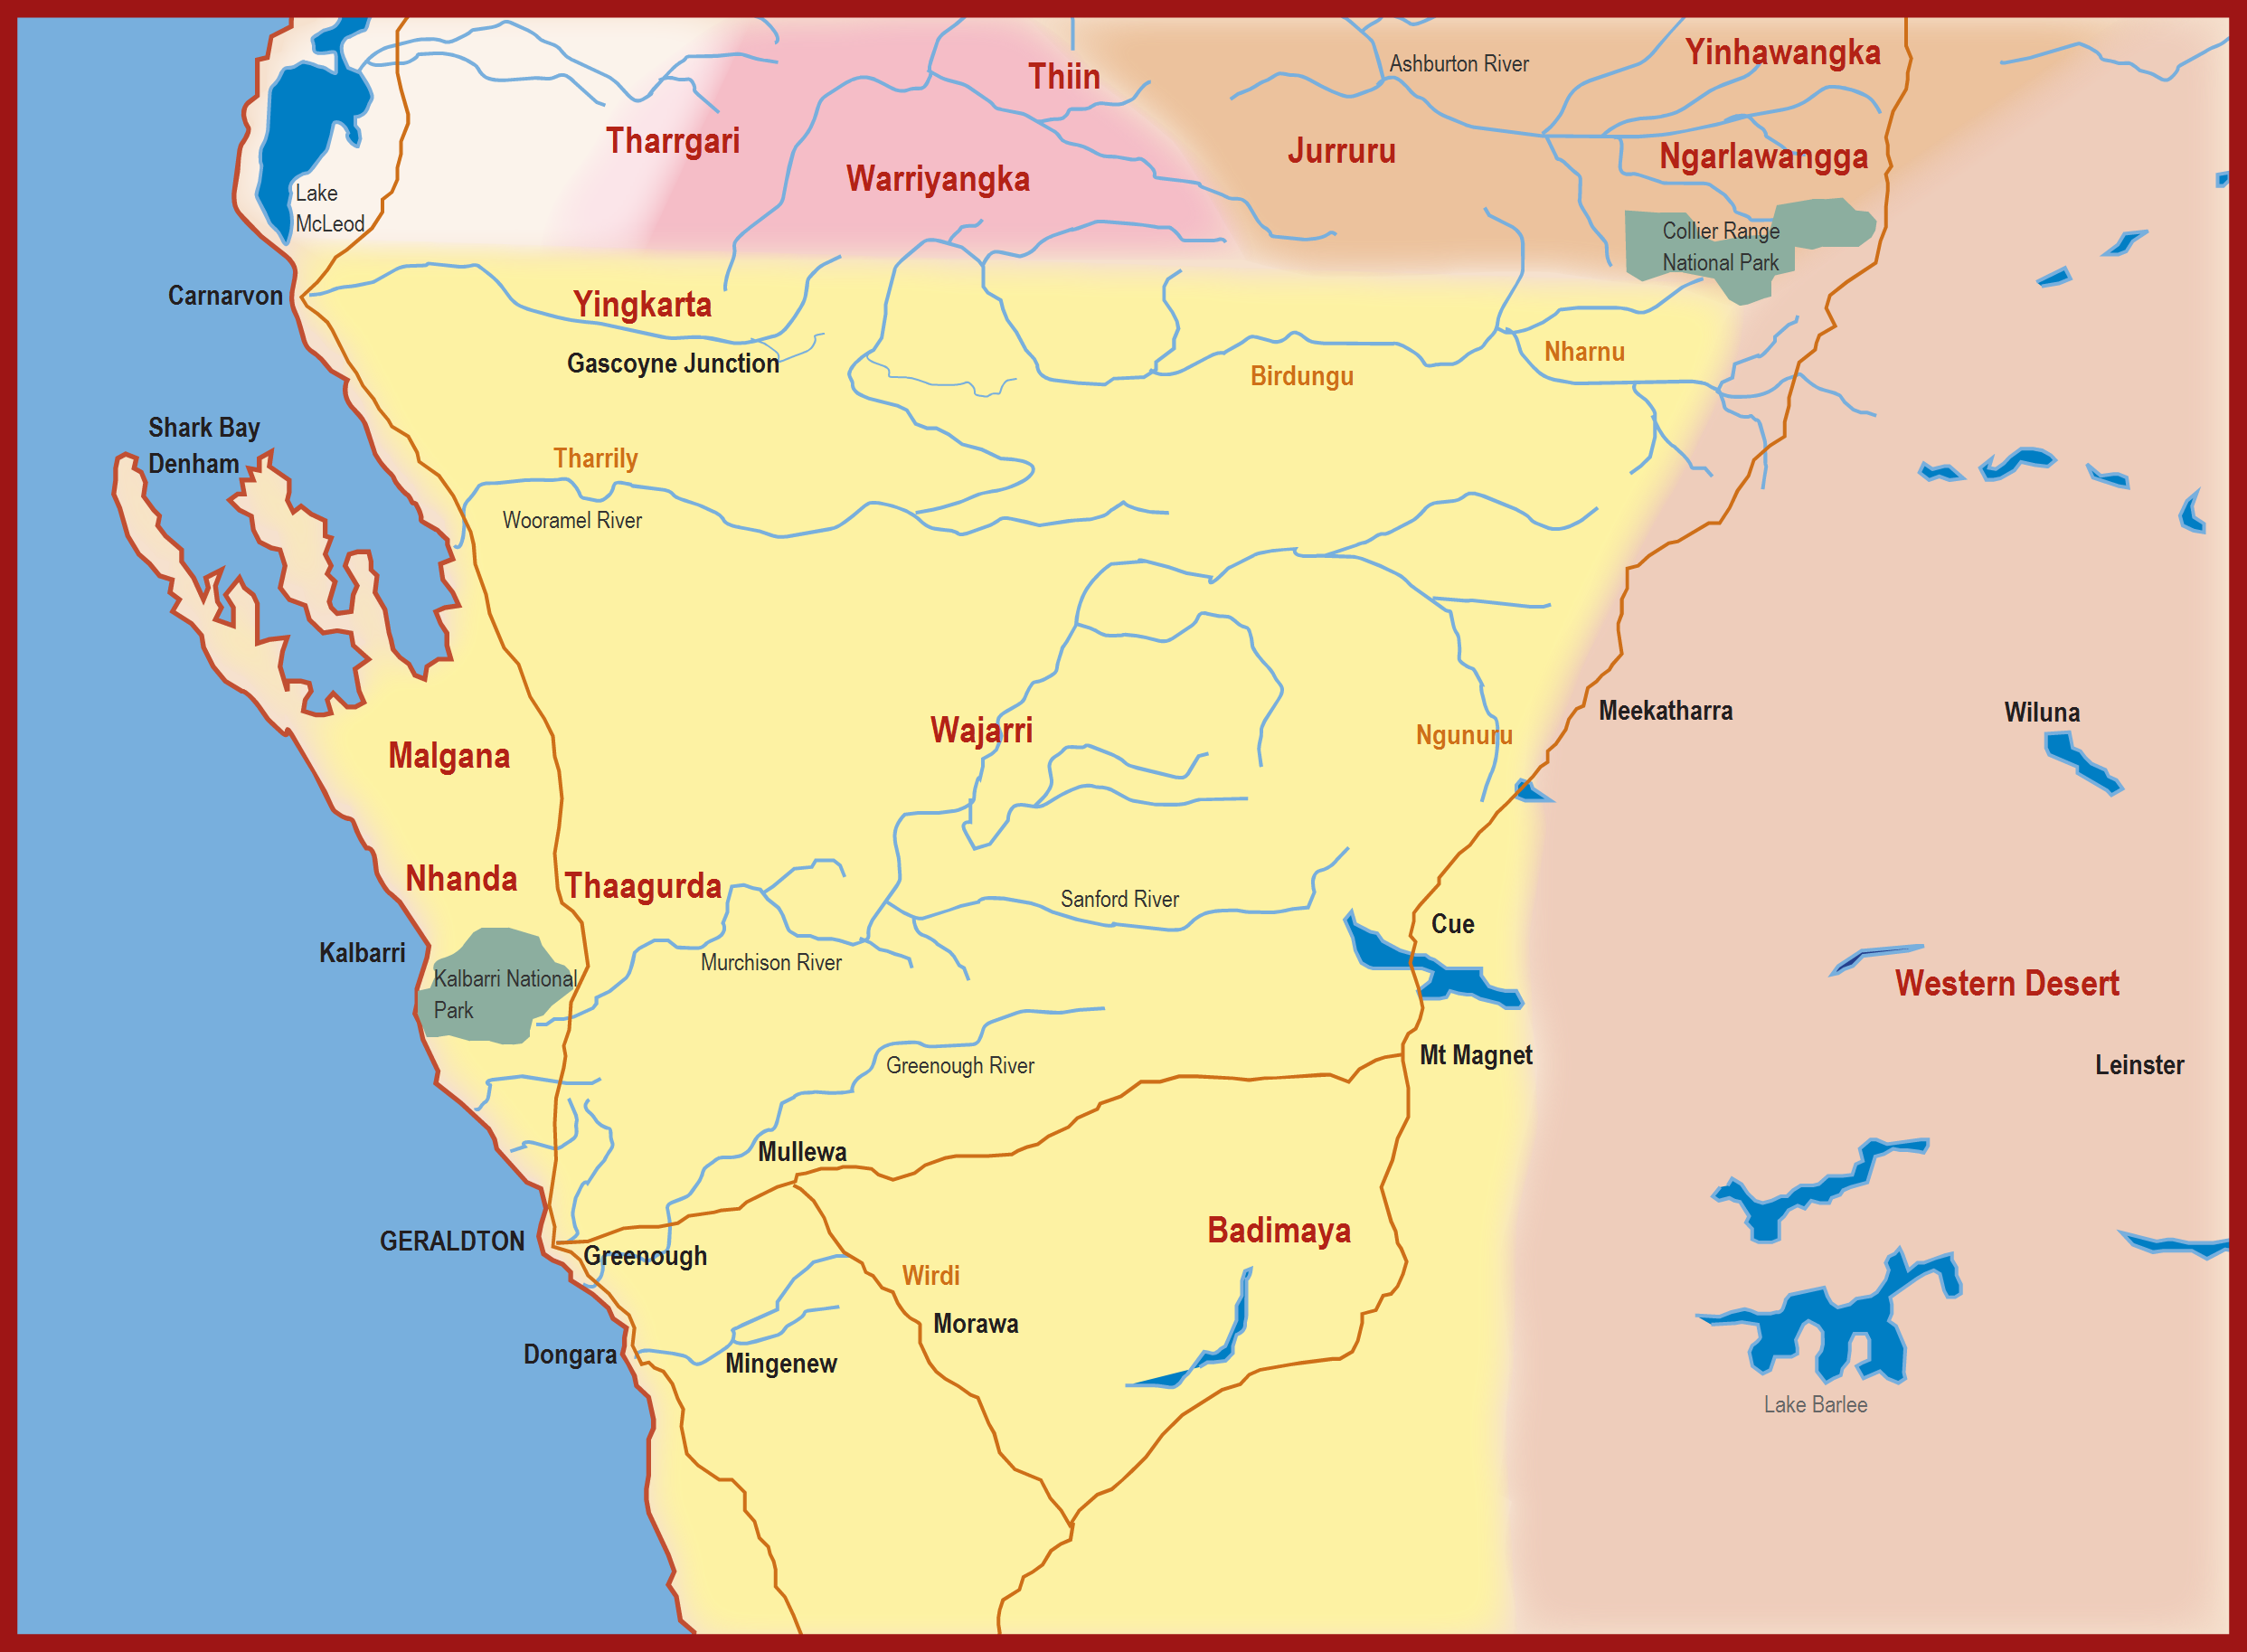 Yinhawangka
Ashburton River
Thiin
Tharrgari
Jurruru
Ngarlawangga
Warriyangka
Lake
McLeod
Collier Range
National Park
Carnarvon
Yingkarta
Gascoyne Junction
Nharnu
Birdungu
Shark Bay
Denham
Tharrily
Wooramel River
Meekatharra
Wiluna
Wajarri
Ngunuru
Malgana
Nhanda
Thaagurda
Sanford River
Cue
Kalbarri
Murchison River
Kalbarri National
Park
Western Desert
Mt Magnet
Greenough River
Leinster
Mullewa
Badimaya
GERALDTON
Greenough
Wirdi
Morawa
Dongara
Mingenew
Lake Barlee